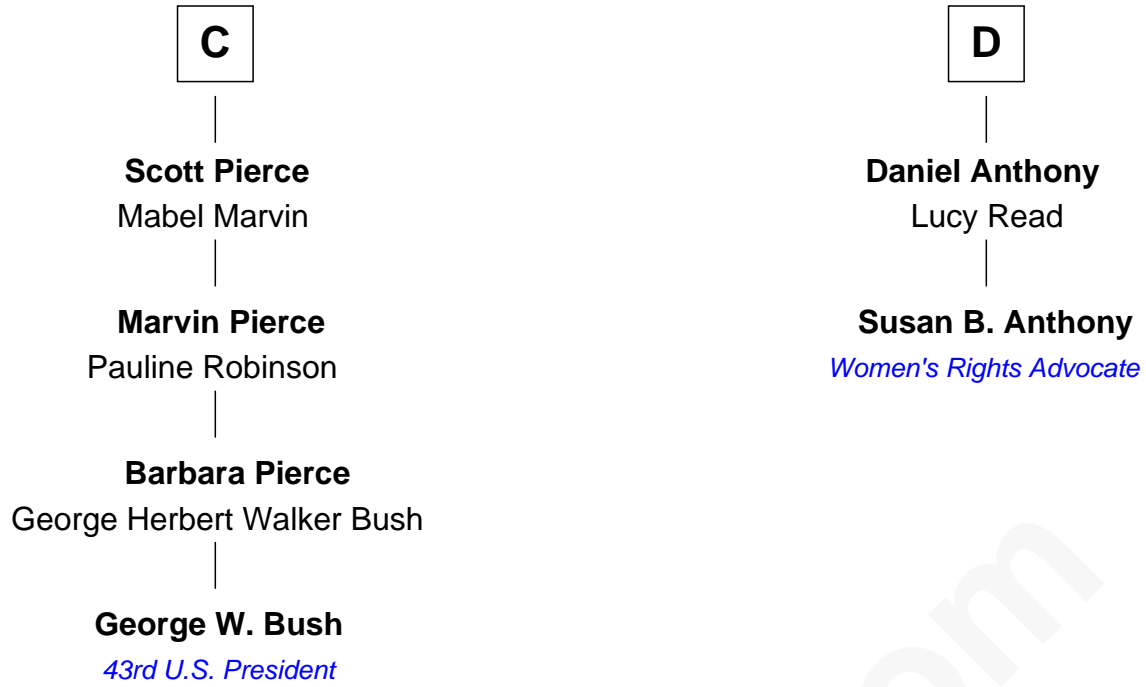 C
Scott Pierce
Mabel Marvin
Marvin Pierce
Pauline Robinson
Barbara Pierce
George Herbert Walker Bush
George W. Bush
43rd U.S. President
D
Daniel Anthony
Lucy Read
Susan B. Anthony
Women's Rights Advocate
om